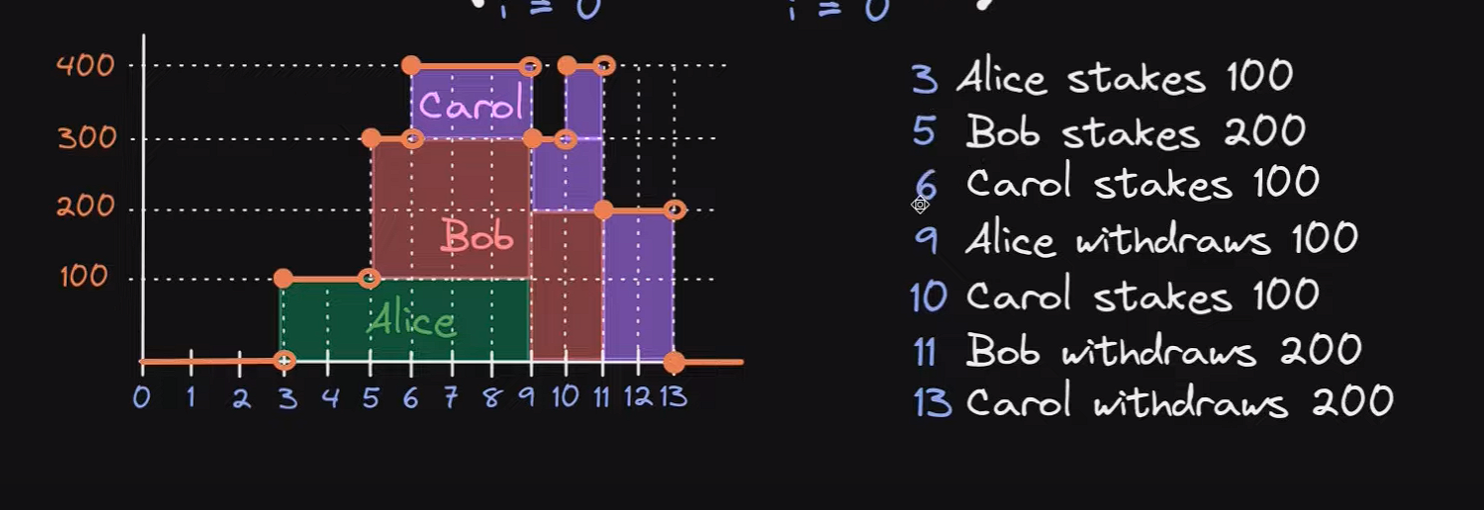 i = 0 i = 0
400
300
200
100
Carol
Bob
Alice
0 1 2 3 4 5 6 7 8 9 10 11 12 13
3 Alice stakes 100
5 Bob stakes 200
6 Carol stakes 100
9 Alice withdraws 100
10 Carol stakes 100
11 Bob withdraws 200
13 Carol withdraws 200